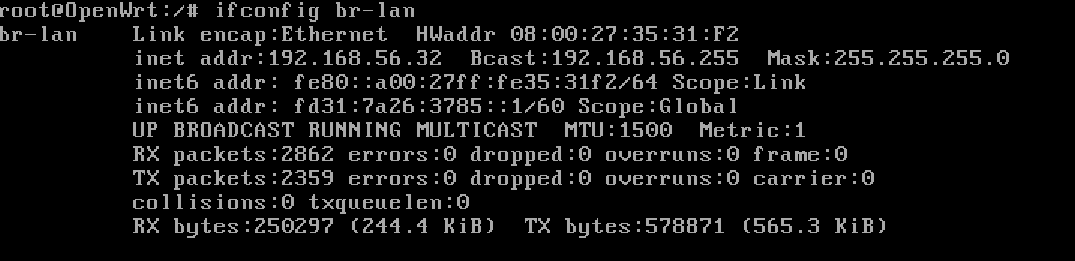 root@OpenWrt:/# ifconfig br-lan
br-lan    Link encap:Ethernet  HWaddr 08:00:27:35:31:F2
          inet addr:192.168.56.32  Bcast:192.168.56.255  Mask:255.255.255.0
          inet6 addr: fe80::a00:27ff:fe35:31f2/64 Scope:Link
          inet6 addr: fd31:7a26:3785::1/60 Scope:Global
          UP BROADCAST RUNNING MULTICAST  MTU:1500  Metric:1
          RX packets:2862 errors:0 dropped:0 overruns:0 frame:0
          TX packets:2359 errors:0 dropped:0 overruns:0 carrier:0
          collisions:0 txqueuelen:0
          RX bytes:250297 (244.4 KiB)  TX bytes:578871 (565.3 KiB)